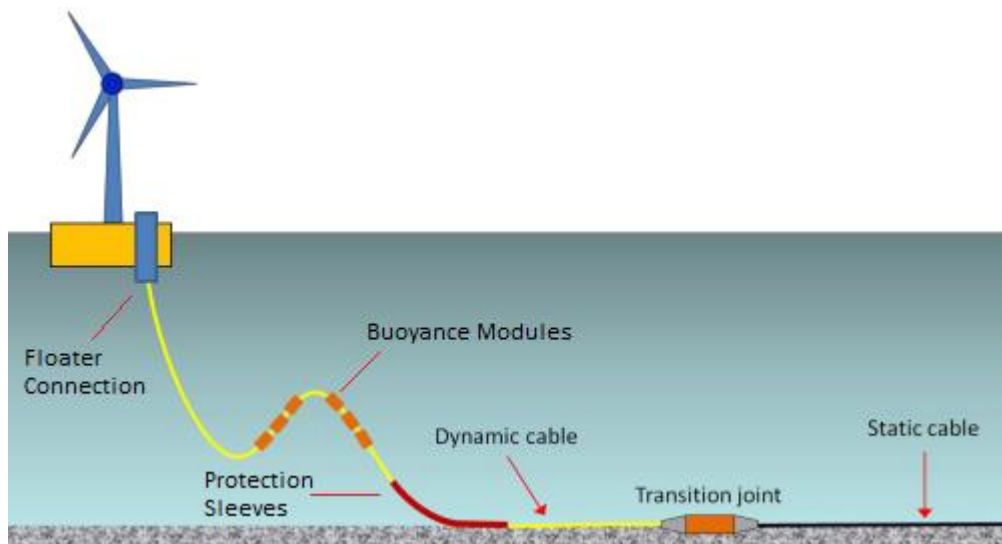 Buoyance Modules
Floater
Connection
Dynamic cable
Static cable
Protection
Sleeves
Transition joint